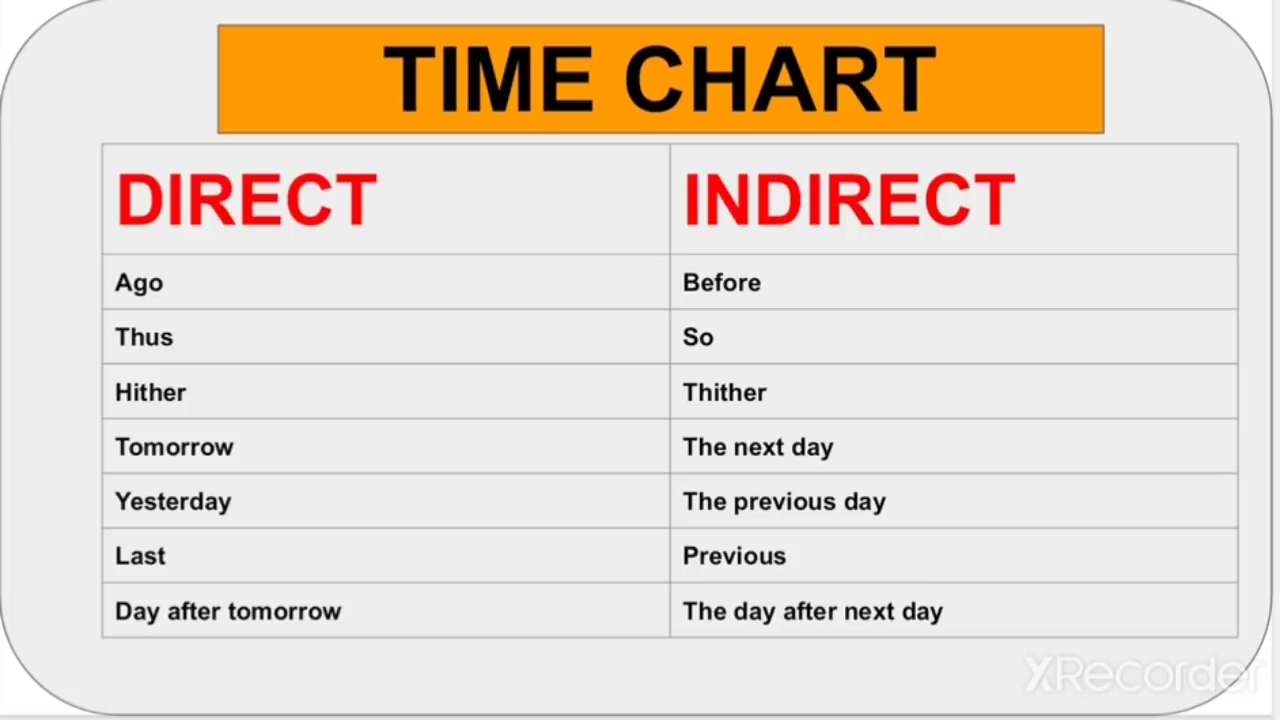 TIME CHART
DIRECT INDIRECT
Ago Before
Thus So
Hither Thither
Tomorrow The next day
Yesterday The previous day
Last Previous
Day after tomorrow The day after next day
XRecorder